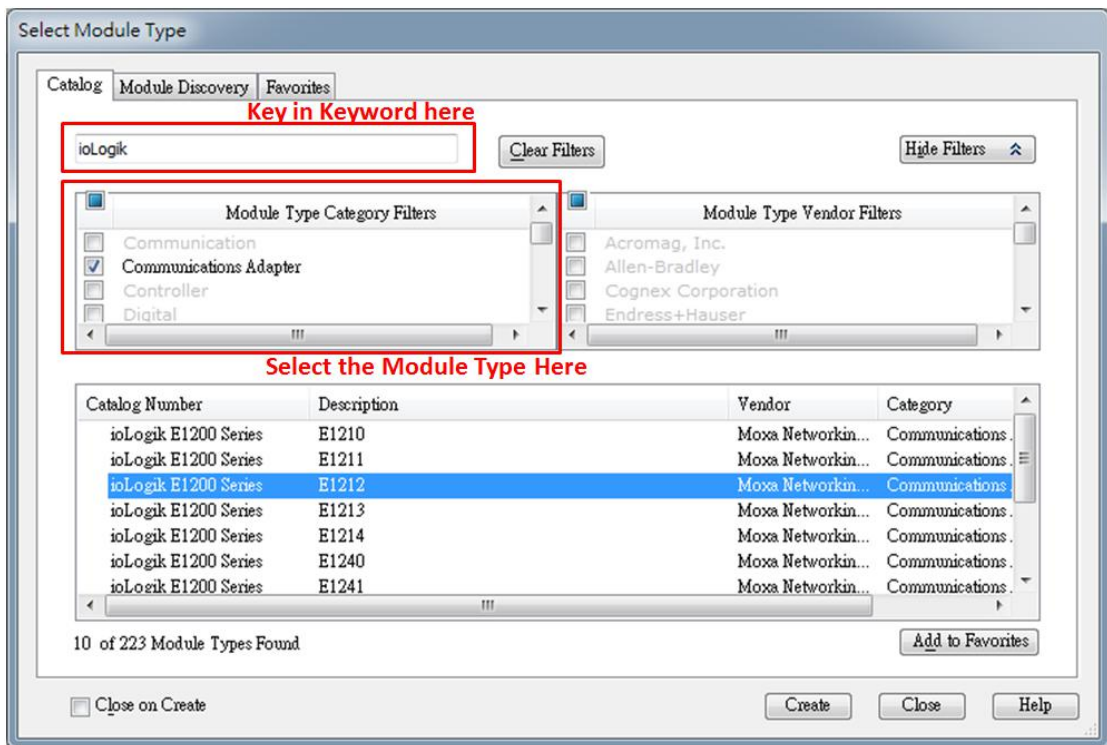 Select Module Type
Catalog Module Discovery Favorites
Key in Keyword here
ioLogik Clear Filters Hide Filters
Module Type Category Filters Module Type Vendor Filters
Communication Acromag, Inc.
Communications Adapter Allen-Bradley
Controller Cognex Corporation
Digital Endress+Hauser
Select the Module Type Here
Catalog Number Description Vendor Category
ioLogik E1200 Series E1210 Moxa Networkin... Communications.
ioLogik E1200 Series E1211 Moxa Networkin... Communications.
ioLogik E1200 Series E1212 Moxa Networkin... Communications.
ioLogik E1200 Series E1213 Moxa Networkin... Communications.
ioLogik E1200 Series E1214 Moxa Networkin... Communications.
ioLogik E1200 Series E1240 Moxa Networkin... Communications.
ioLogik E1200 Series E1241 Moxa Networkin... Communications.
10 of 223 Module Types Found Add to Favorites
Close on Create Create Close Help